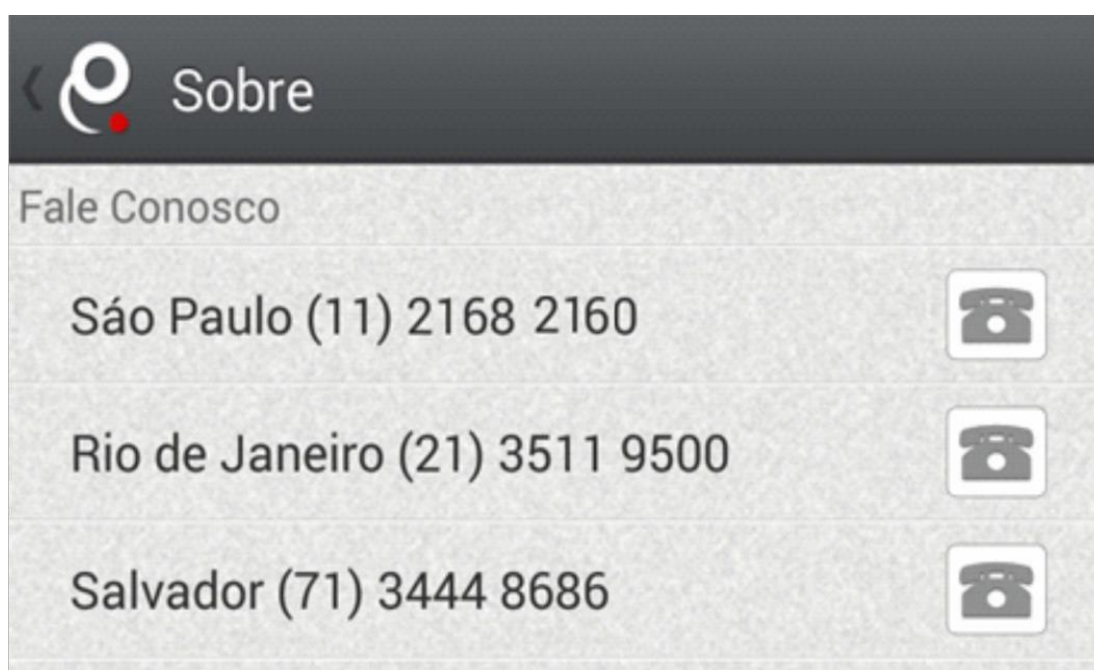 Sobre
Fale Conosco
Sáo Paulo (11) 2168 2160
Rio de Janeiro (21) 3511 9500
Salvador (71) 3444 8686